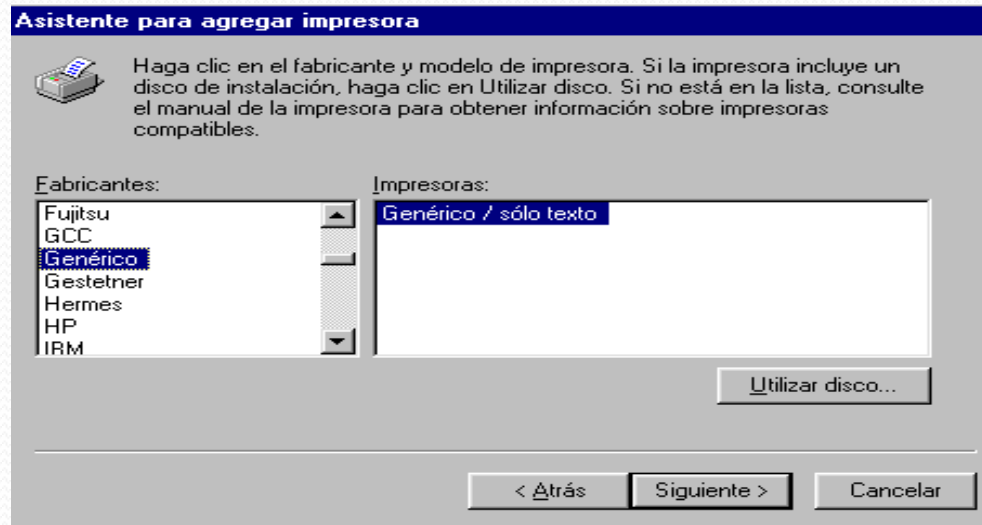 Asistente para agregar impresora
Haga clic en el fabricante y modelo de impresora. Si la impresora incluye un
disco de instalación, haga clic en Utilizar disco. Si no está en la lista, consulte
el manual de la impresora para obtener información sobre impresoras
compatibles.
Fabricantes:
Impresoras:
Fujitsu
GCC
Genérico
Gestetner
Hermes
HP
IBM
Genérico / sólo texto
Utilizar disco...
< Atrás
Siguiente >
Cancelar